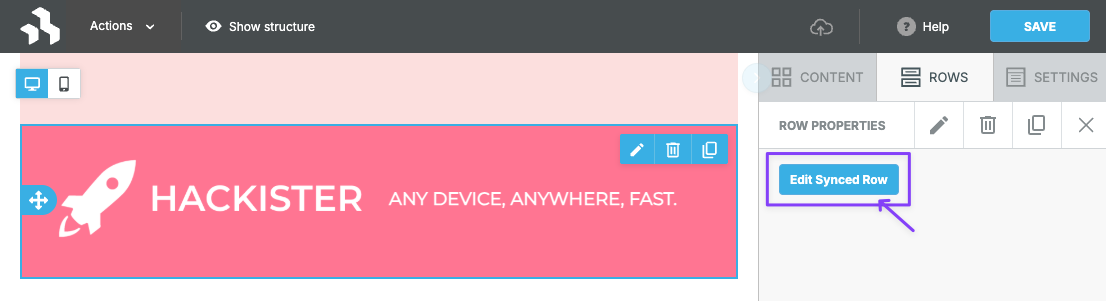 Actions Show structure Help SAVE
CONTENT ROWS SETTINGS
ROW PROPERTIES
Edit Synced Row
HACKISTER ANY DEVICE, ANYWHERE, FAST.